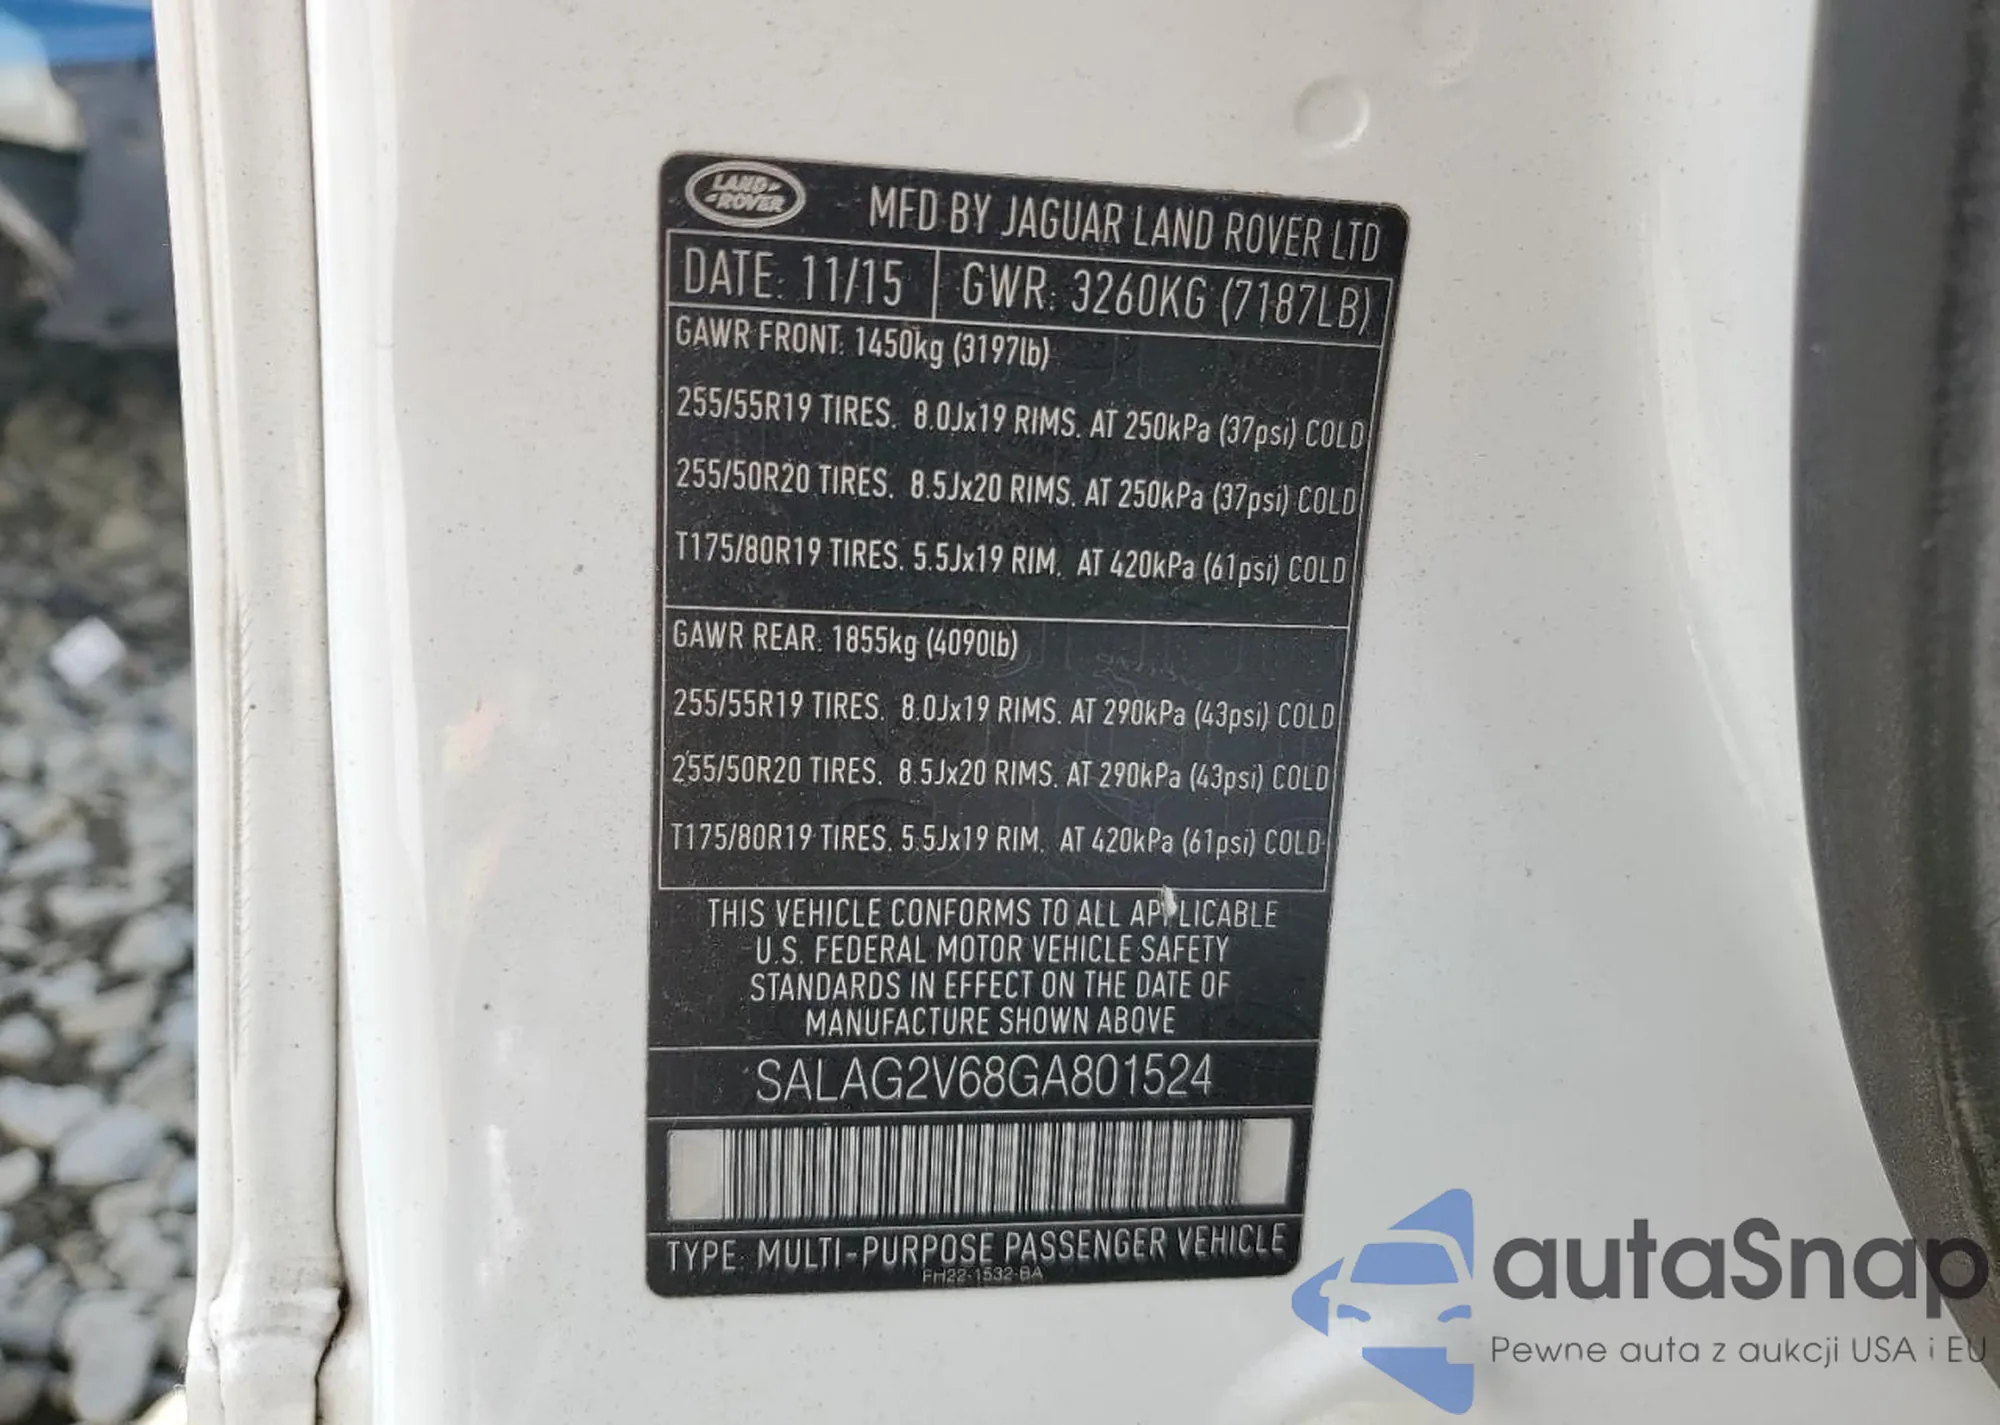 LAND-
-ROVER
MFD BY JAGUAR LAND ROVER LTD
DATE: 11/15 GWR: 3260KG (7187LB)
GAWR FRONT: 1450kg (3197lb)
255/55R19 TIRES. 8.0Jx19 RIMS. AT 250kPa (37psi) COLD
255/50R20 TIRES. 8.5Jx20 RIMS. AT 250kPa (37psi) COLD
T175/80R19 TIRES. 5.5Jx19 RIM. AT 420kPa (61psi) COLD
GAWR REAR: 1855kg (4090lb)
255/55R19 TIRES. 8.0Jx19 RIMS. AT 290kPa (43psi) COLD
255/50R20 TIRES. 8.5Jx20 RIMS. AT 290kPa (43psi) COLD
T175/80R19 TIRES. 5.5Jx19 RIM. AT 420kPa (61psi) COLD
THIS VEHICLE CONFORMS TO ALL APPLICABLE
U.S. FEDERAL MOTOR VEHICLE SAFETY
STANDARDS IN EFFECT ON THE DATE OF
MANUFACTURE SHOWN ABOVE
SALAG2V68GA801524
TYPE: MULTI-PURPOSE PASSENGER VEHICLE
FH22-1532-BA
autaSnap
Pewne auta z aukcji USA i EU